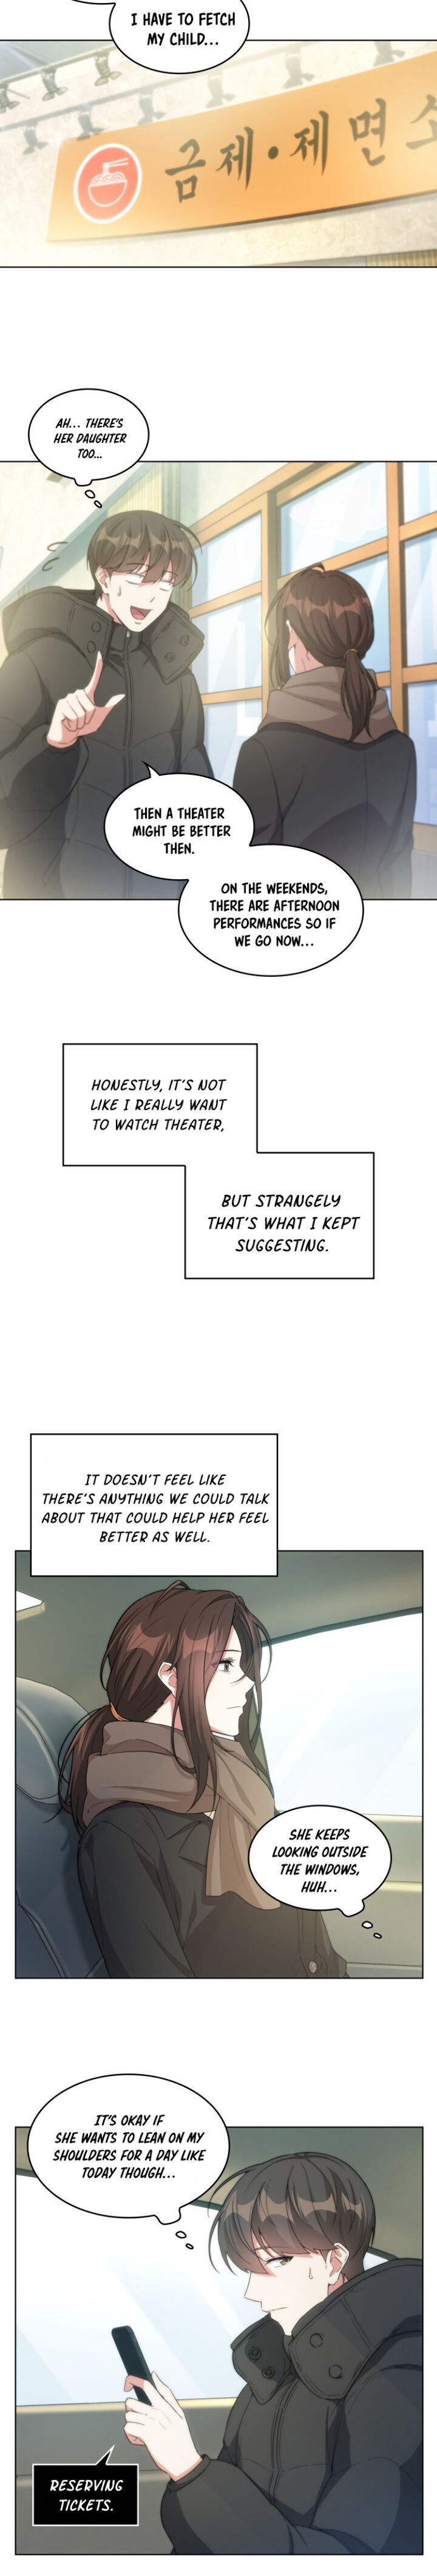 I HAVE TO FETCH
MY CHILD...
금제·제면소
AH... THERE'S
HER DAUGHTER
TOO...
THEN A THEATER
MIGHT BE BETTER
THEN.
ON THE WEEKENDS,
THERE ARE AFTERNOON
PERFORMANCES SO IF
WE GO NOW...
HONESTLY, IT'S NOT
LIKE I REALLY WANT
TO WATCH THEATER,
BUT STRANGELY
THAT'S WHAT I KEPT
SUGGESTING.
IT DOESN'T FEEL LIKE
THERE'S ANYTHING WE COULD TALK
ABOUT THAT COULD HELP HER FEEL
BETTER AS WELL.
SHE KEEPS
LOOKING OUTSIDE
THE WINDOWS,
HUH...
IT'S OKAY IF
SHE WANTS TO LEAN ON MY
SHOULDERS FOR A DAY LIKE
TODAY THOUGH...
RESERVING
TICKETS.